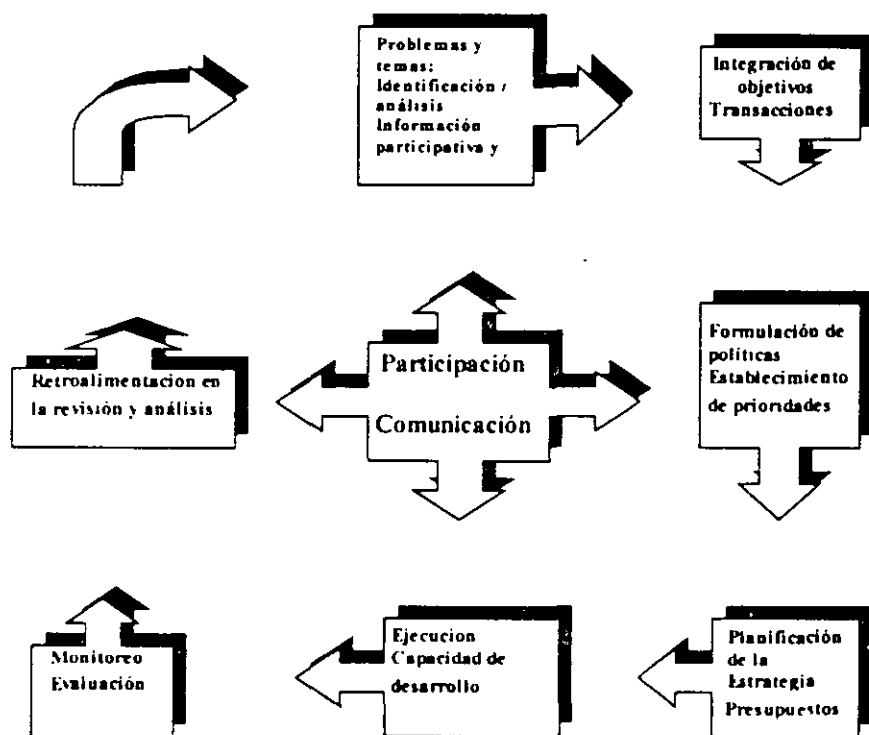 Problemas y
temas:
Identificación /
análisis
Información
participativa y
Integración de
objetivos
Transacciones
Retroalimentacion en
la revisión y análisis
Participación
Comunicación
Formulación de
políticas
Establecimiento
de prioridades
Monitoreo
Evaluación
Ejecucion
Capacidad de
desarrollo
Planificación
de la
Estrategia
Presupuestos